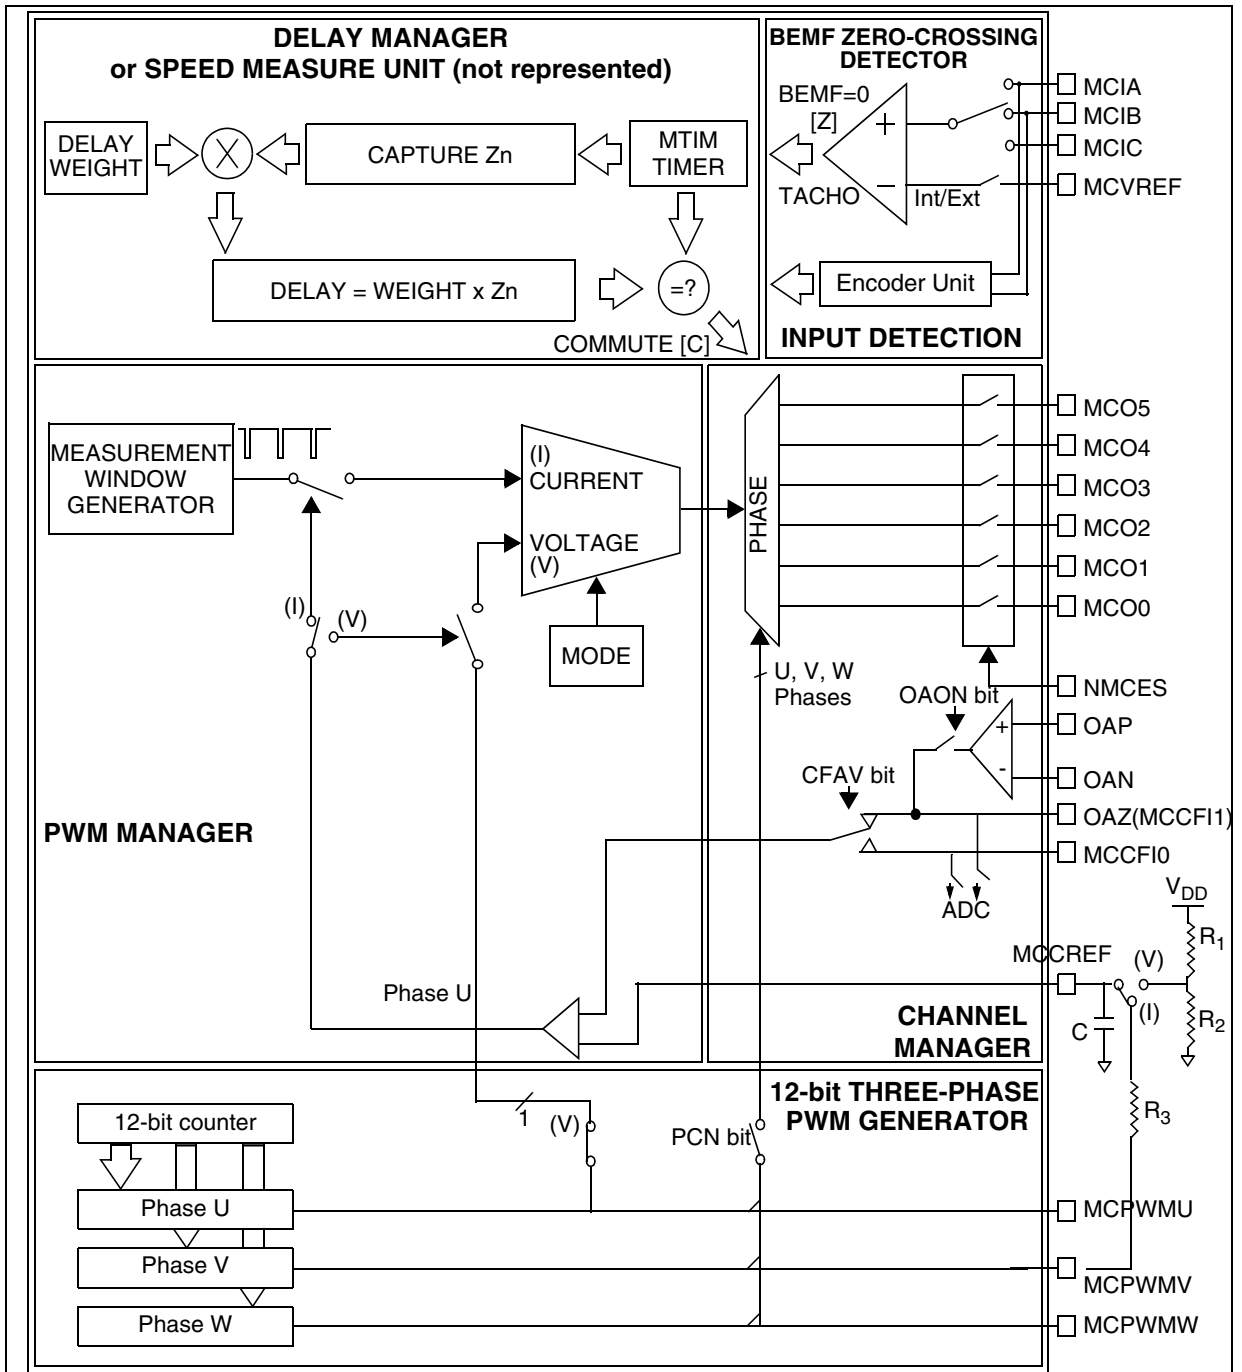 DELAY MANAGER
or SPEED MEASURE UNIT (not represented)
DELAY
WEIGHT
X
CAPTURE Zn
MTIM
TIMER
DELAY = WEIGHT x Zn
=?
COMMUTE [C]
BEMF ZERO-CROSSING
DETECTOR
BEMF=0
[Z]
+
−
TACHO
Int/Ext
Encoder Unit
INPUT DETECTION
MCIA
MCIB
MCIC
MCVREF
MEASUREMENT
WINDOW
GENERATOR
(I)
CURRENT
VOLTAGE
(V)
(I)
(V)
MODE
PWM MANAGER
Phase U
PHASE
U, V, W
Phases
OAON bit
+
-
CFAV bit
ADC
CHANNEL
MANAGER
MCO5
MCO4
MCO3
MCO2
MCO1
MCO0
NMCES
OAP
OAN
OAZ(MCCFI1)
MCCFI0
VDD
R1
MCCREF
(V)
(I)
C
R2
R3
12-bit THREE-PHASE
PWM GENERATOR
12-bit counter
1
(V)
PCN bit
Phase U
Phase V
Phase W
MCPWMU
MCPWMV
MCPWMW